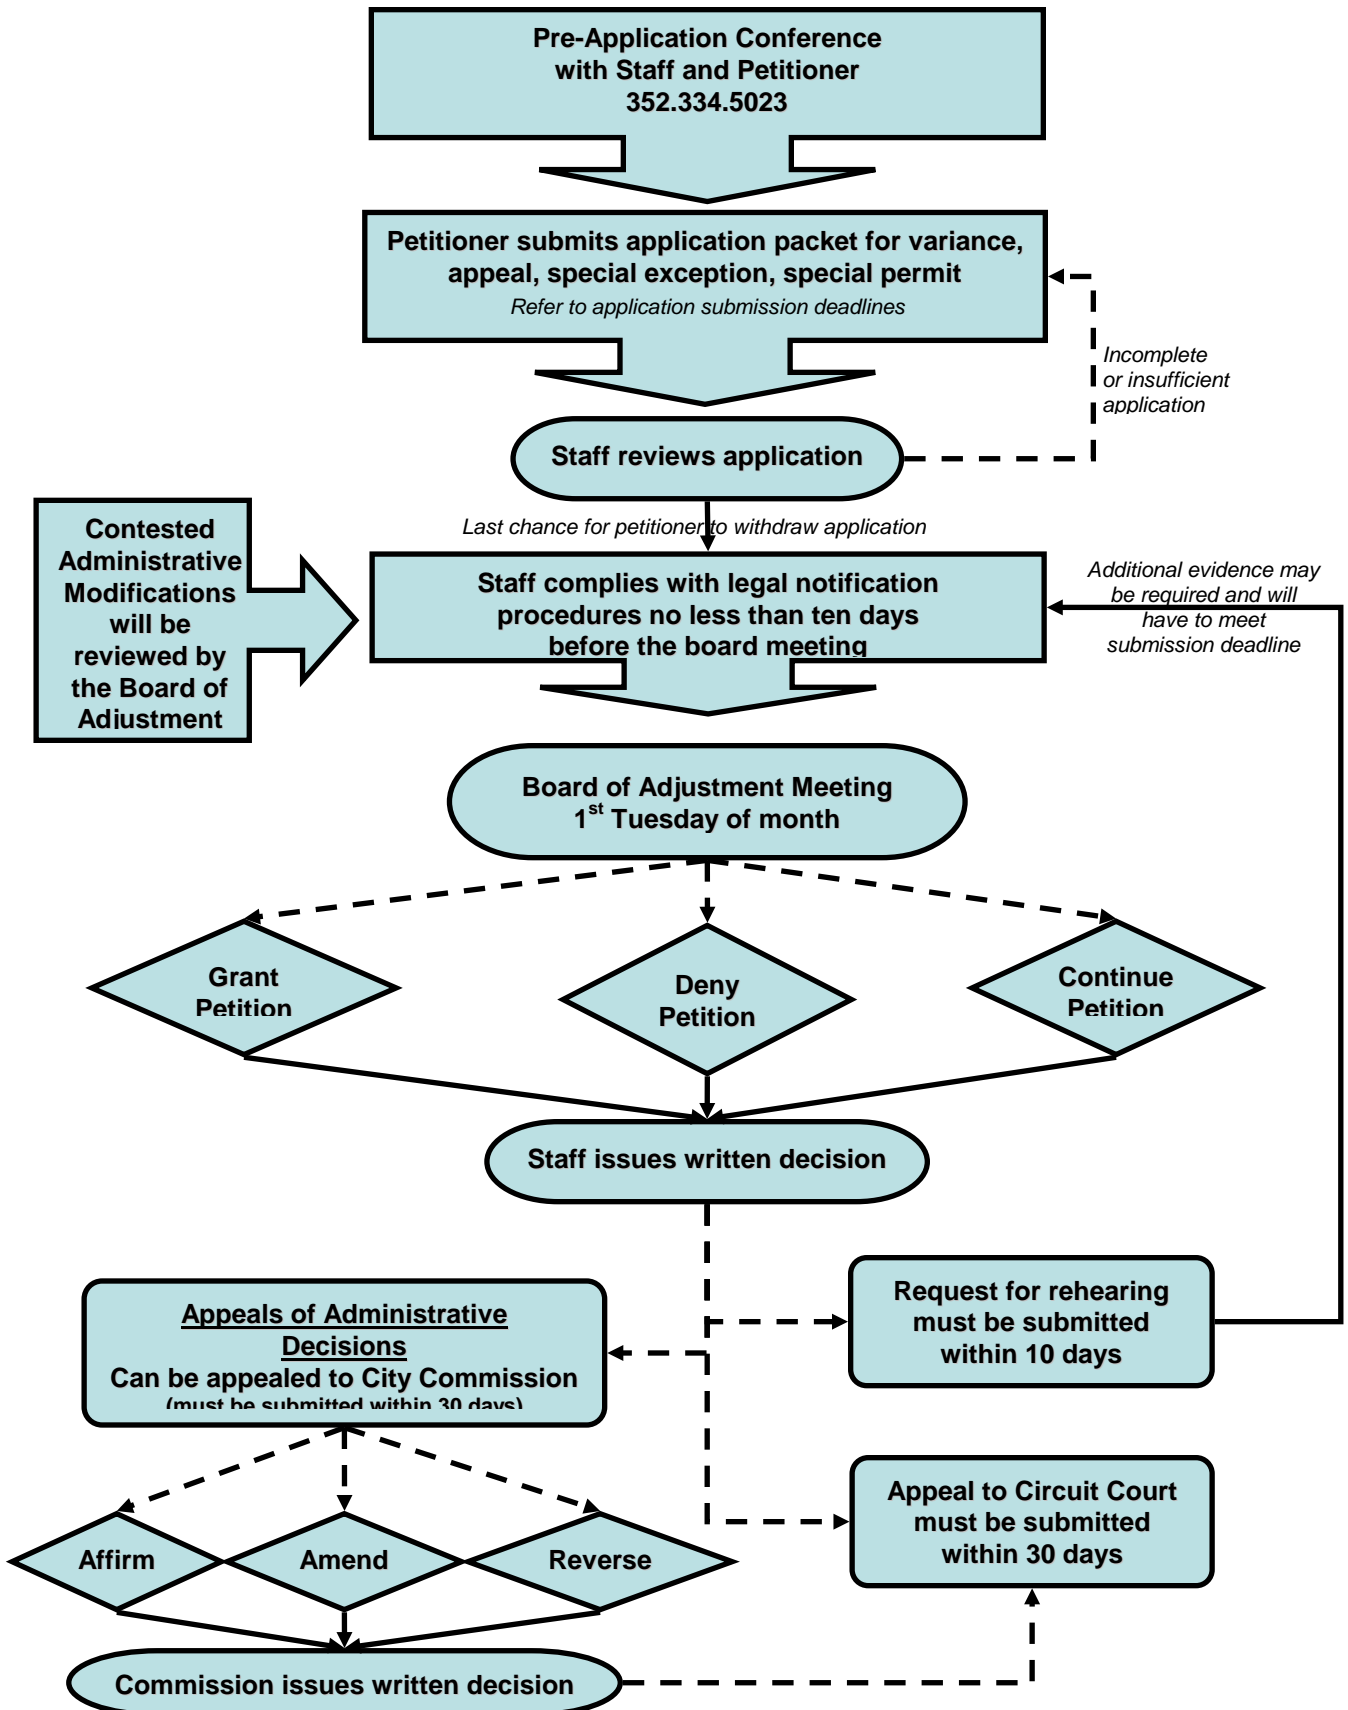 Pre-Application Conference
with Staff and Petitioner
352.334.5023
Petitioner submits application packet for variance,
appeal, special exception, special permit
Refer to application submission deadlines
Incomplete
or insufficient
application
Staff reviews application
Last chance for petitioner to withdraw application
Contested
Administrative
Modifications
will be
reviewed by
the Board of
Adjustment
Staff complies with legal notification
procedures no less than ten days
before the board meeting
Additional evidence may
be required and will
have to meet
submission deadline
Board of Adjustment Meeting
1st Tuesday of month
Grant
Petition
Deny
Petition
Continue
Petition
Staff issues written decision
Appeals of Administrative
Decisions
Can be appealed to City Commission
(must be submitted within 30 days)
Request for rehearing
must be submitted
within 10 days
Appeal to Circuit Court
must be submitted
within 30 days
Affirm
Amend
Reverse
Commission issues written decision